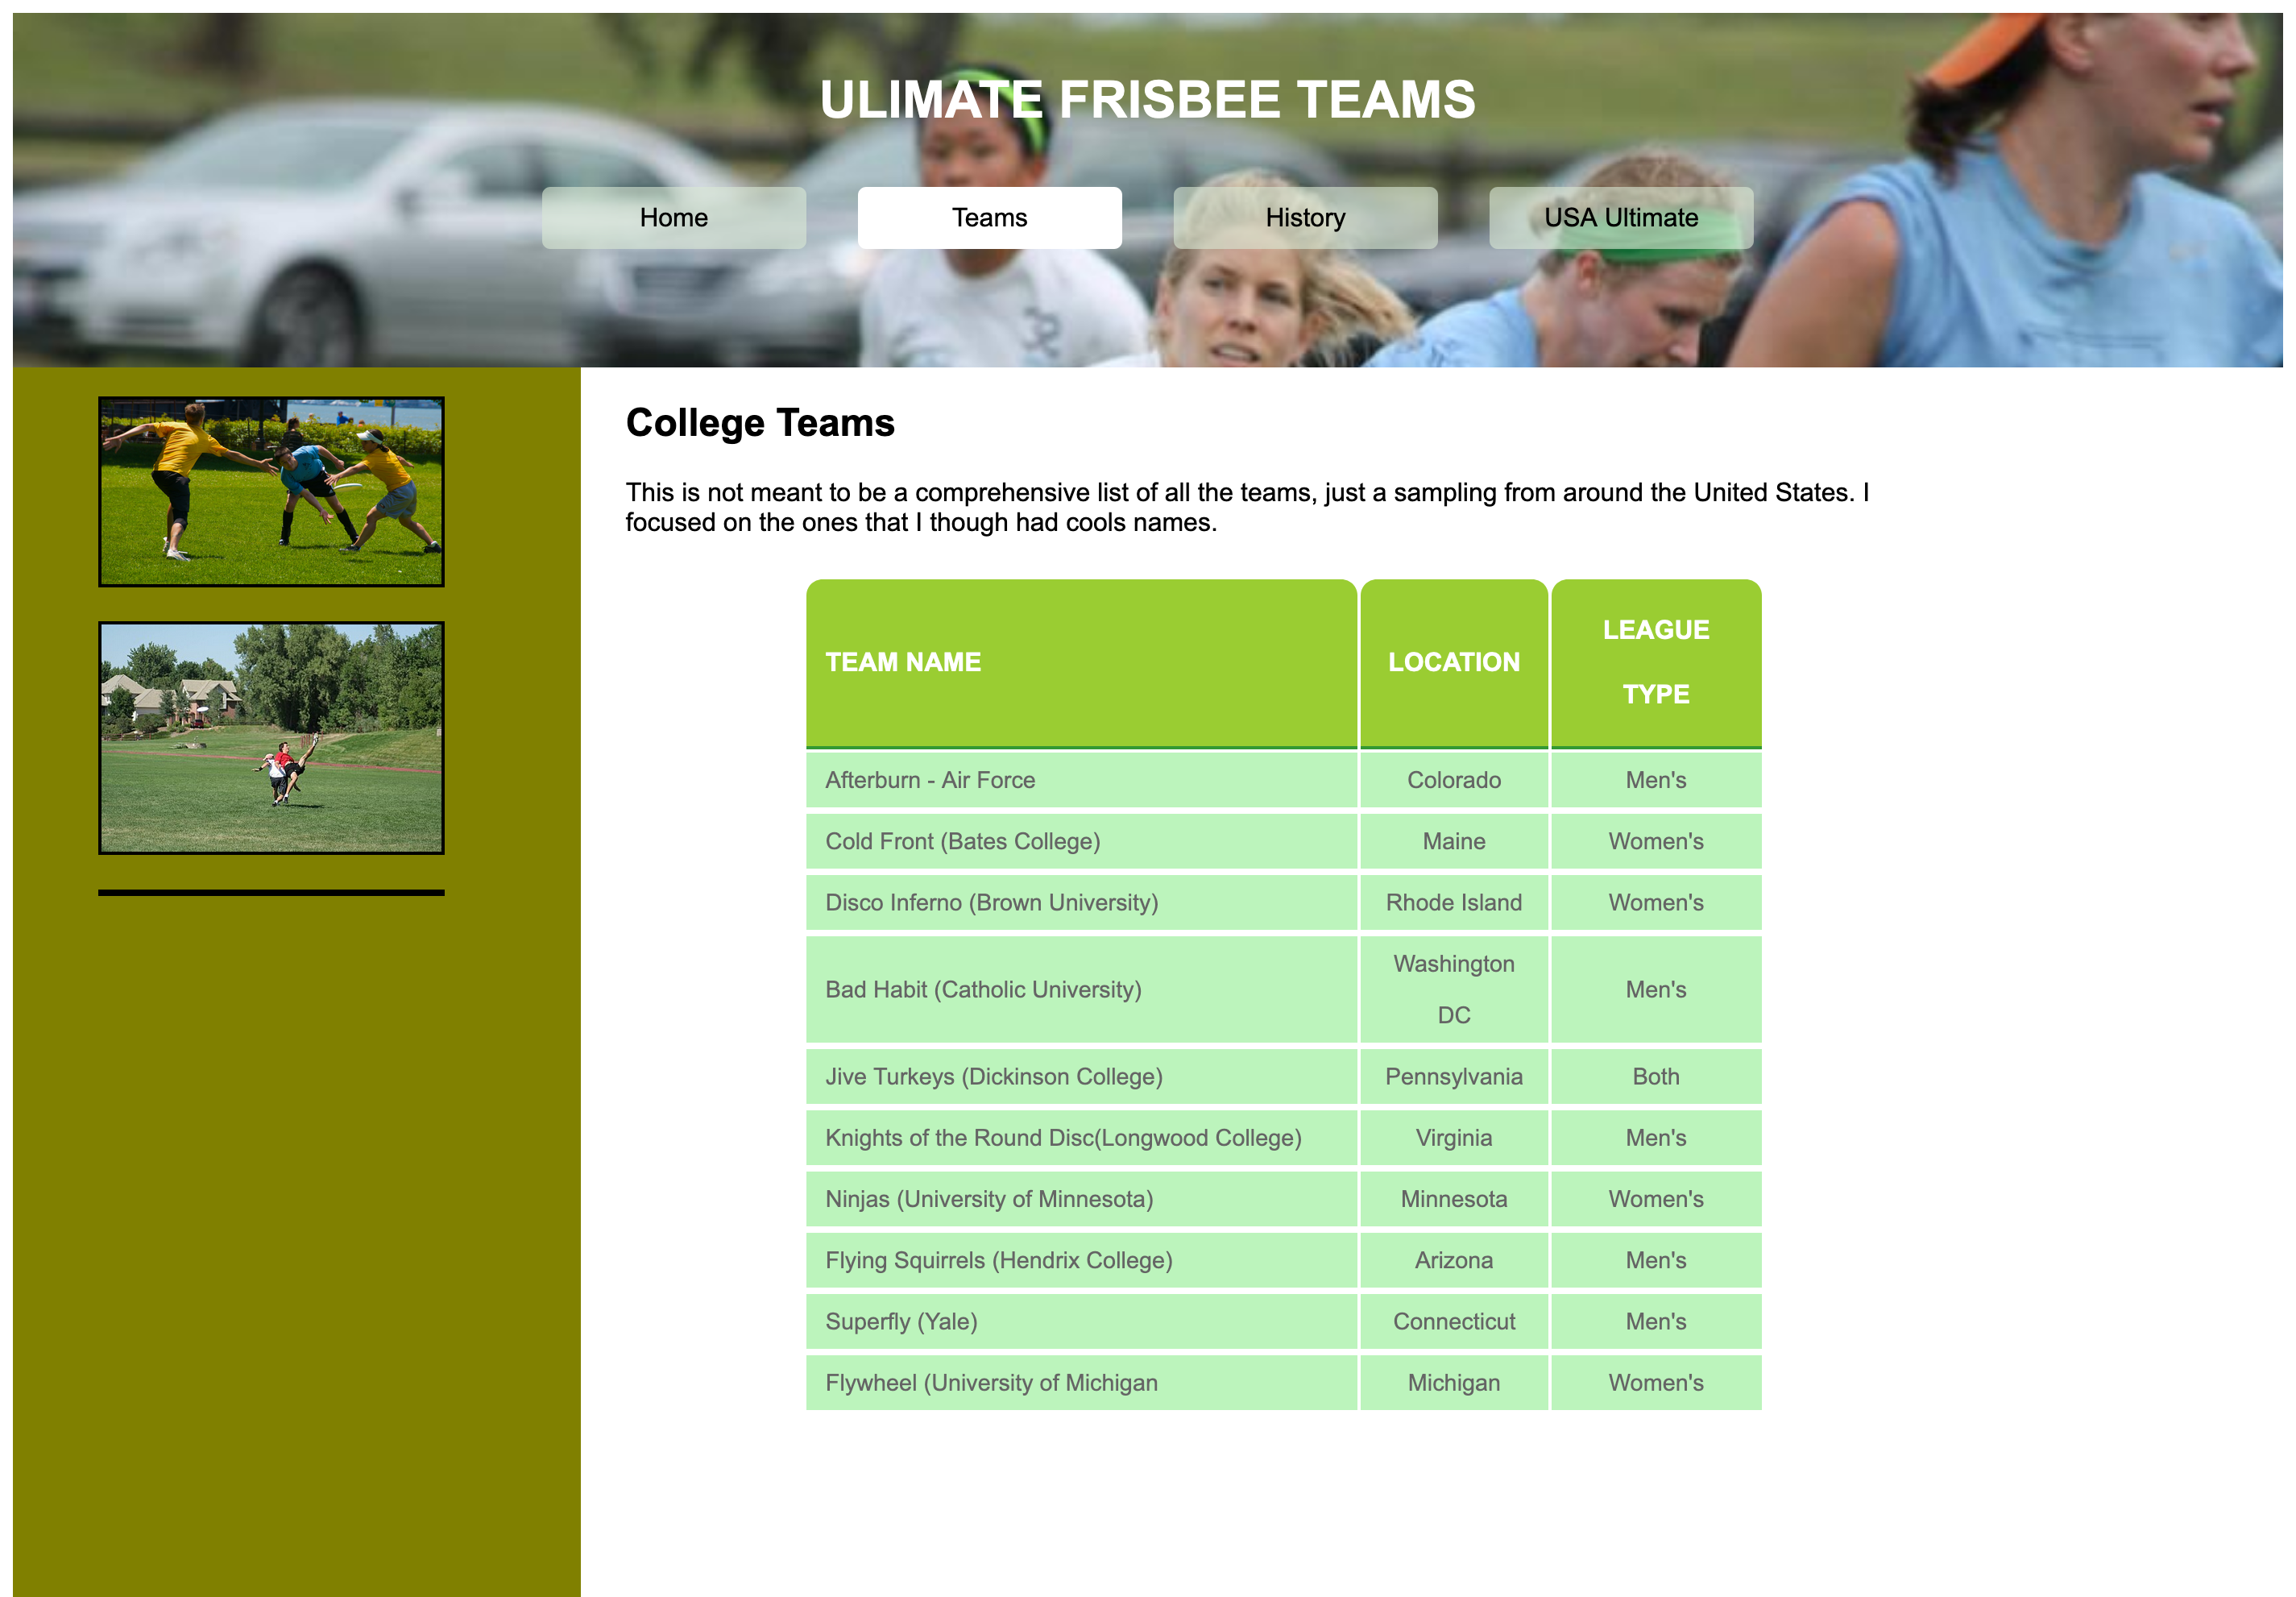 ULIMATE FRISBEE TEAMS
Home
Teams
History
USA Ultimate
College Teams
This is not meant to be a comprehensive list of all the teams, just a sampling from around the United States. I
focused on the ones that I though had cools names.
TEAM NAME LOCATION LEAGUE
TYPE
Afterburn - Air Force Colorado Men's
Cold Front (Bates College) Maine Women's
Disco Inferno (Brown University) Rhode Island Women's
Bad Habit (Catholic University) Washington
DC Men's
Jive Turkeys (Dickinson College) Pennsylvania Both
Knights of the Round Disc(Longwood College) Virginia Men's
Ninjas (University of Minnesota) Minnesota Women's
Flying Squirrels (Hendrix College) Arizona Men's
Superfly (Yale) Connecticut Men's
Flywheel (University of Michigan Michigan Women's